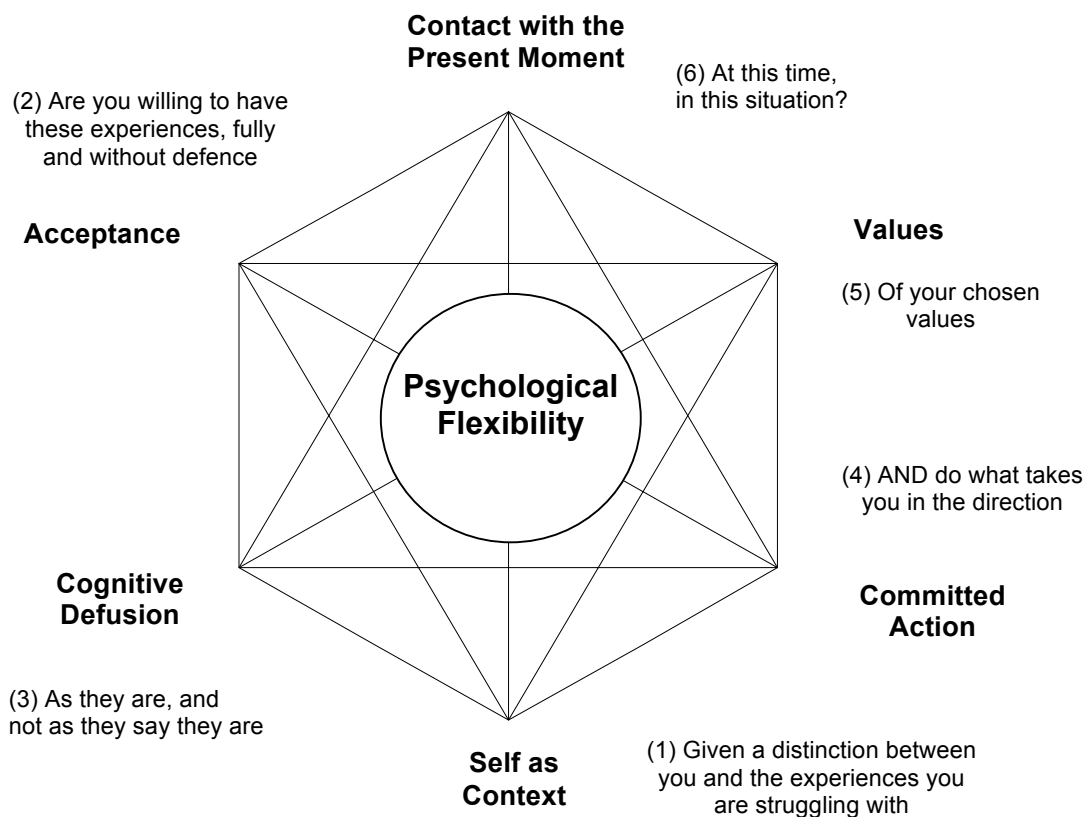 Contact with the
Present Moment
(6) At this time,
in this situation?
(2) Are you willing to have
these experiences, fully
and without defence
Acceptance
Values
(5) Of your chosen
values
Psychological
Flexibility
(4) AND do what takes
you in the direction
Cognitive
Defusion
Committed
Action
(3) As they are, and
not as they say they are
Self as
Context
(1) Given a distinction between
you and the experiences you
are struggling with